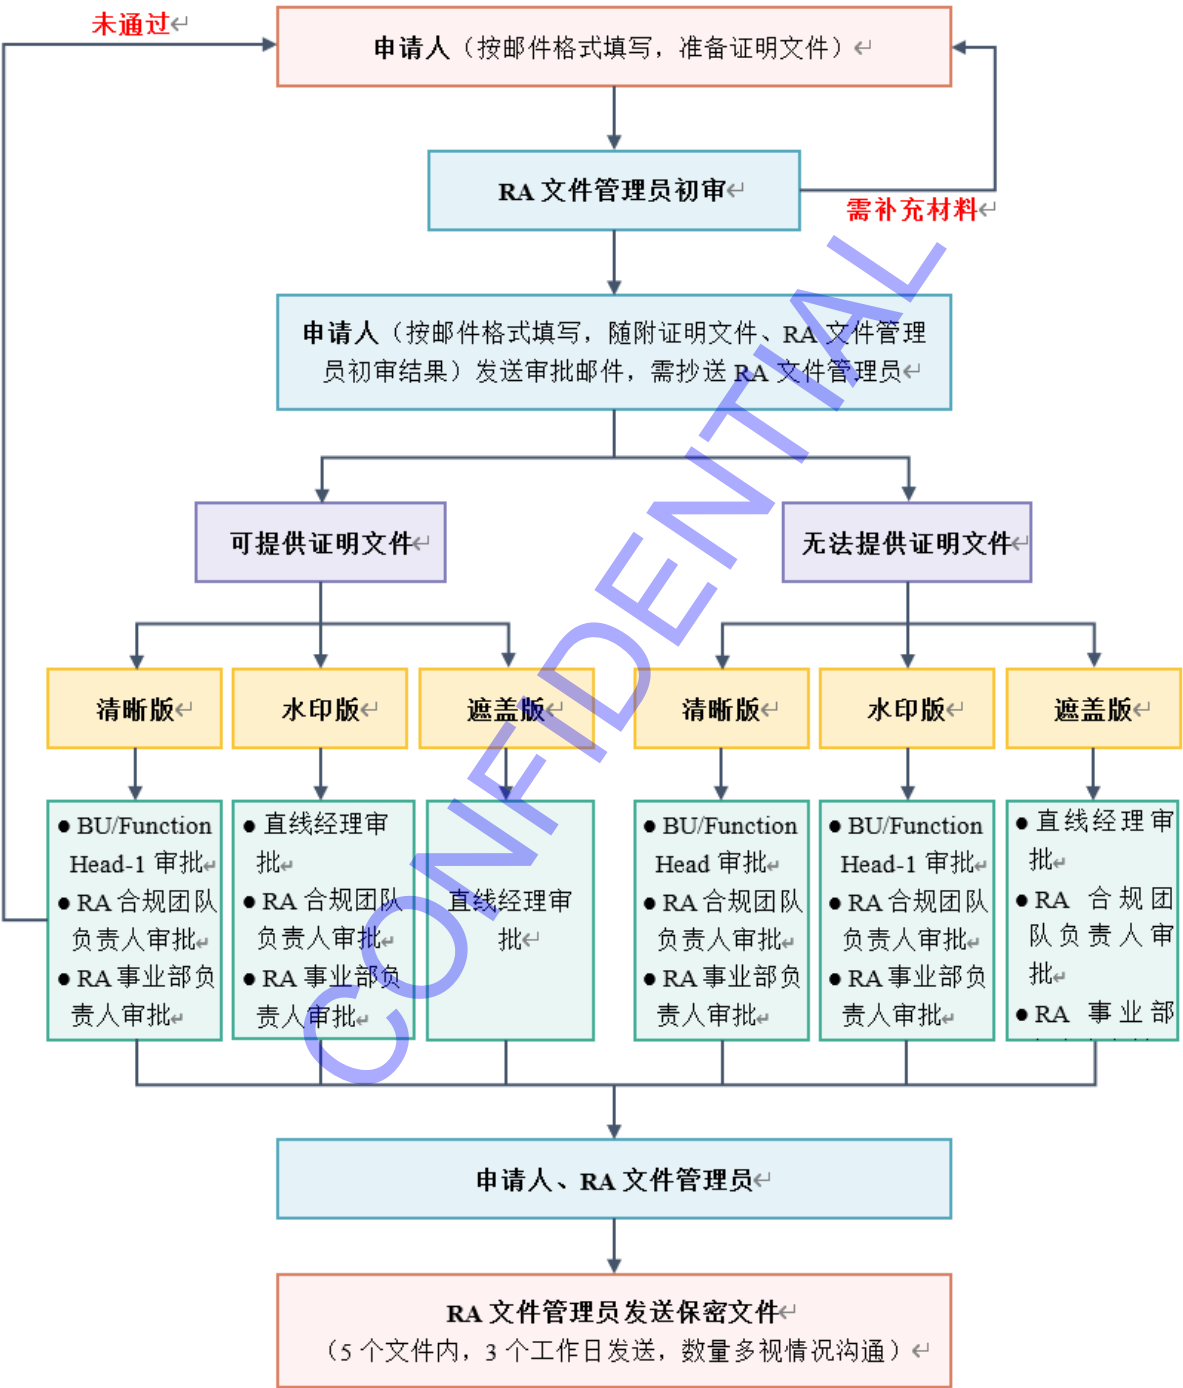 未通过
申请人（按邮件格式填写，准备证明文件）
RA 文件管理员初审
需补充材料
申请人（按邮件格式填写，随附证明文件、RA 文件管理
员初审结果）发送审批邮件，需抄送 RA 文件管理员
可提供证明文件
无法提供证明文件
清晰版
水印版
遮盖版
清晰版
水印版
遮盖版
● BU/Function
Head-1 审批
● RA 合规团队
负责人审批
● RA 事业部负
责人审批
● 直线经理审
批
● RA 合规团队
负责人审批
● RA 事业部负
责人审批
直线经理审
批
● BU/Function
Head 审批
● RA 合规团队
负责人审批
● RA 事业部负
责人审批
● BU/Function
Head-1 审批
● RA 合规团队
负责人审批
● RA 事业部负
责人审批
● 直线经理审
批
● RA 合规团
队负责人审
批
● RA 事业部
申请人、RA 文件管理员
RA 文件管理员发送保密文件
（5 个文件内，3 个工作日发送，数量多视情况沟通）
CONFIDENTIAL